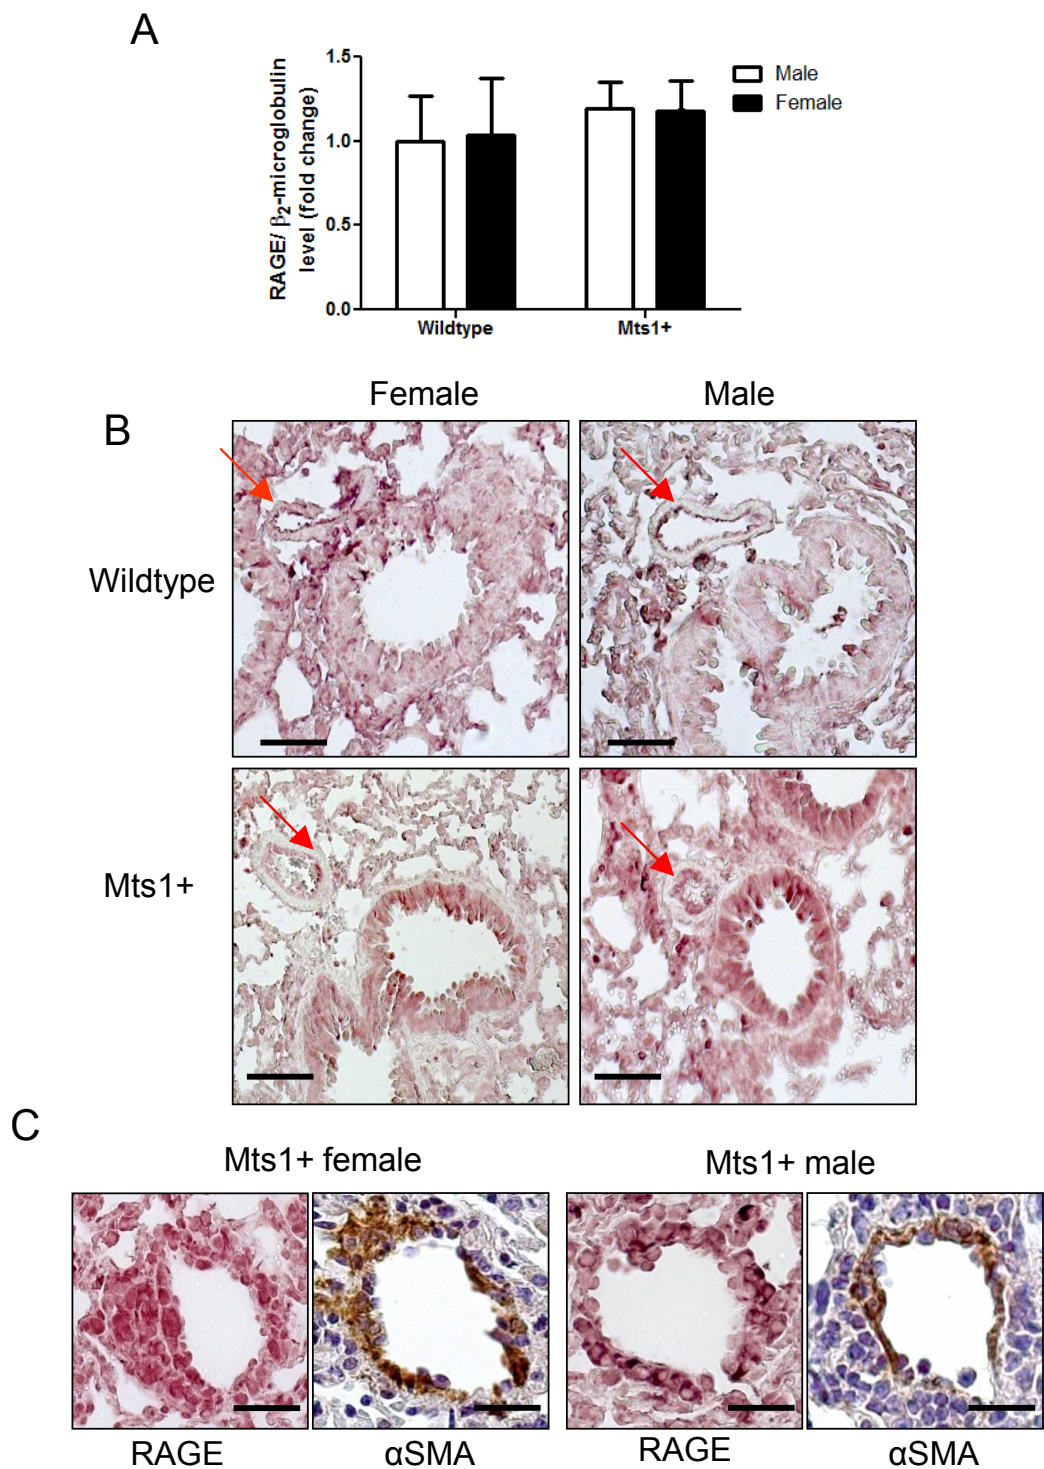 A
RAGE/ β2-microglobulin
level (fold change)
1.5
1.0
0.5
0.0
Male
Female
Wildtype
Mts1+
Female
Male
B
Wildtype
Mts1+
C
Mts1+ female
Mts1+ male
RAGE
αSMA
RAGE
αSMA